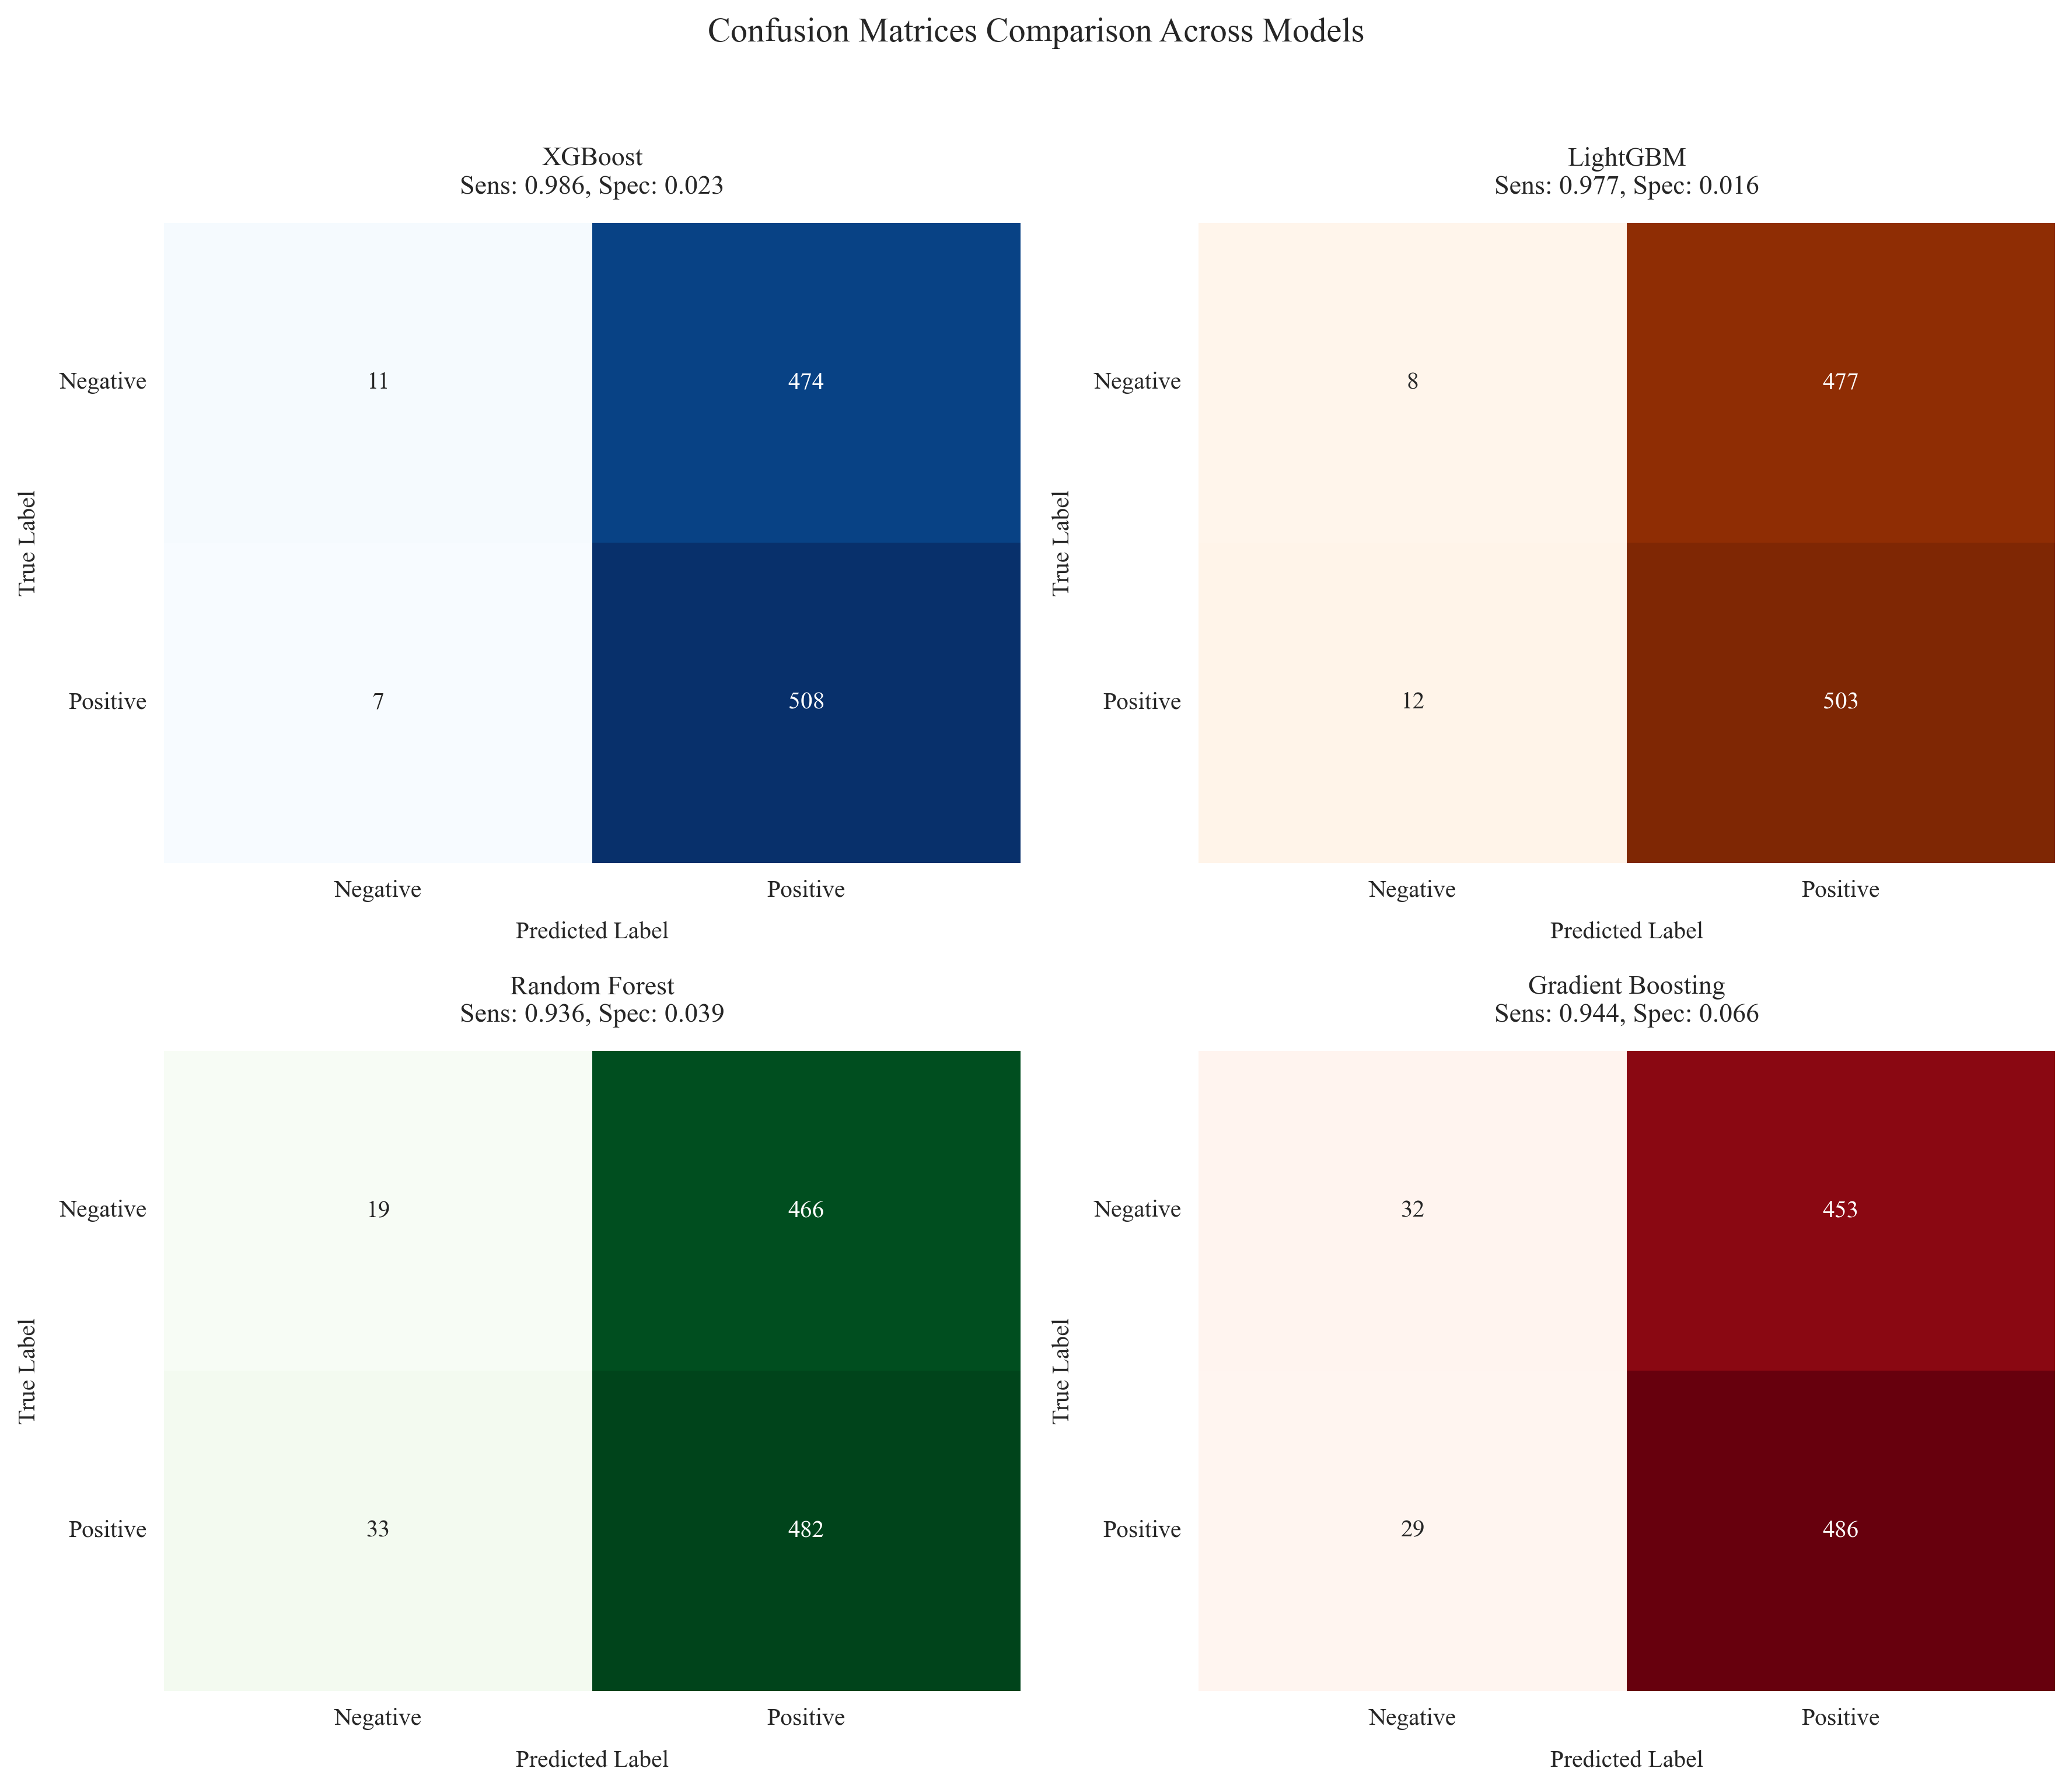 Confusion Matrices Comparison Across Models
XGBoost
Sens: 0.986, Spec: 0.023
True Label
Negative
11
474
Positive
7
508
Negative
Positive
Predicted Label
LightGBM
Sens: 0.977, Spec: 0.016
True Label
Negative
8
477
Positive
12
503
Negative
Positive
Predicted Label
Random Forest
Sens: 0.936, Spec: 0.039
True Label
Negative
19
466
Positive
33
482
Negative
Positive
Predicted Label
Gradient Boosting
Sens: 0.944, Spec: 0.066
True Label
Negative
32
453
Positive
29
486
Negative
Positive
Predicted Label